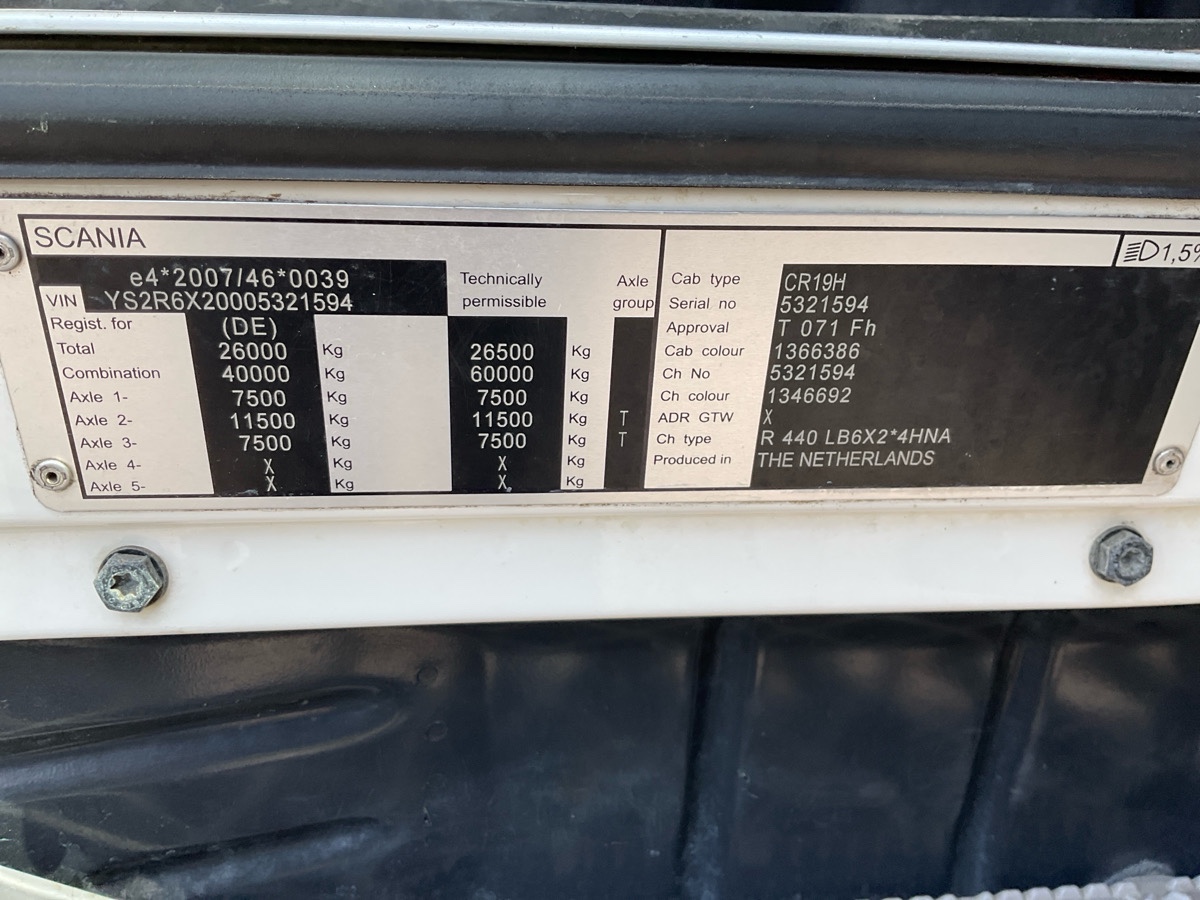 SCANIA
e4*2007/46*0039
VIN YS2R6X20005321594
Technically permissible
Axle group
Regist. for (DE)
Total 26000 Kg 26500 Kg
Combination 40000 Kg 60000 Kg
Axle 1- 7500 Kg 7500 Kg
Axle 2- 11500 Kg 11500 Kg T
Axle 3- 7500 Kg 7500 Kg T
Axle 4- X Kg X Kg
Axle 5- X Kg X Kg
1,5%
Cab type CR19H
Serial no 5321594
Approval T 071 Fh
Cab colour 1366386
Ch No 5321594
Ch colour 1346692
ADR GTW X
Ch type R 440 LB6X2*4HNA
Produced in THE NETHERLANDS